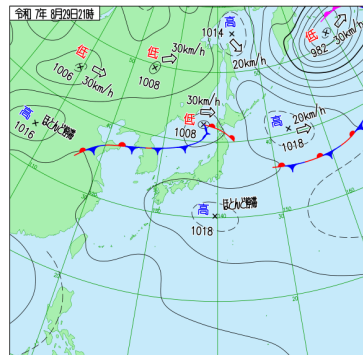 令和 7年 8月29日21時
高
1014
20km/h
低
982
30km/h
低
1006
30km/h
低
1008
30km/h
高
1016
ほとんど停滞
30km/h
低
1008
20km/h
高
1018
高
ほとんど停滞
1018